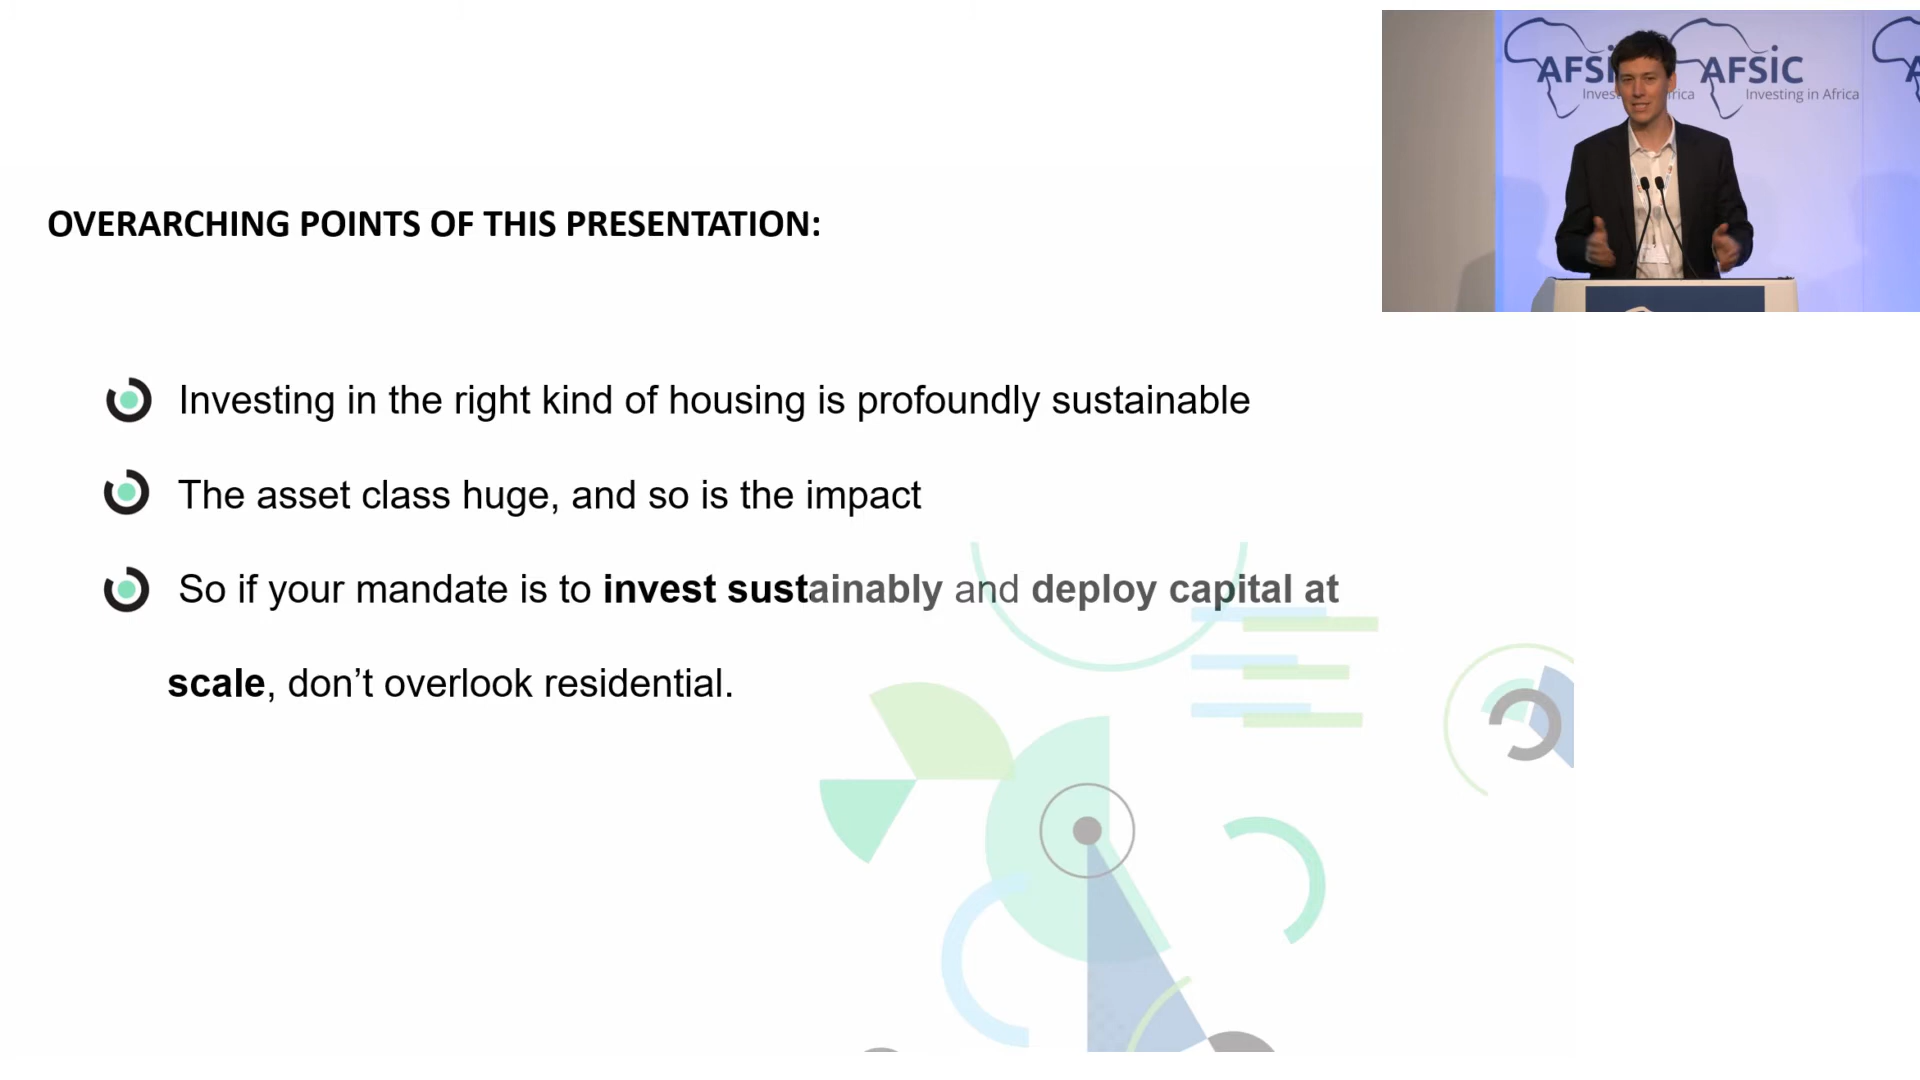 AFSIC
Investing in Africa
OVERARCHING POINTS OF THIS PRESENTATION:
Investing in the right kind of housing is profoundly sustainable
The asset class huge, and so is the impact
So if your mandate is to invest sustainably and deploy capital at
scale, don’t overlook residential.